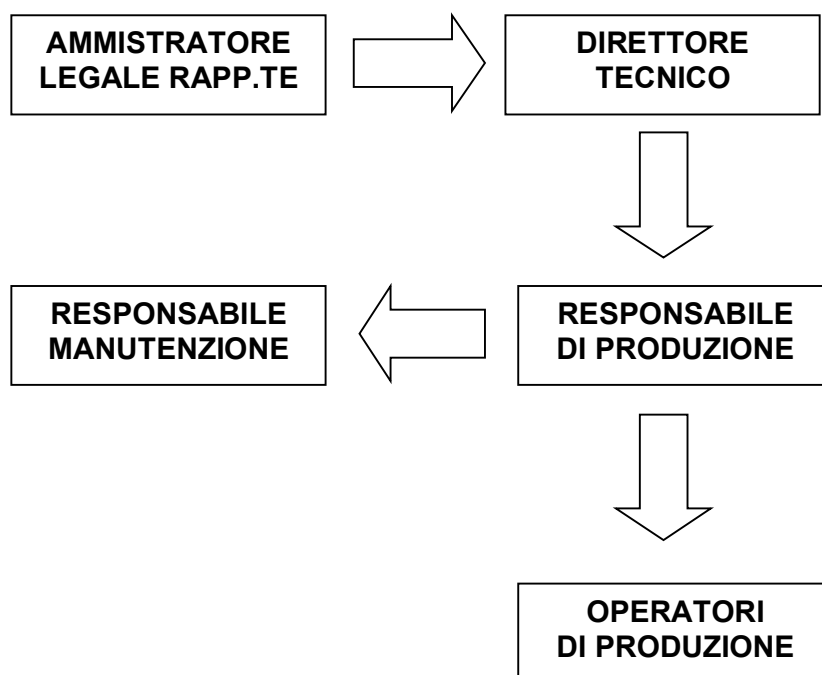 AMMISTRATORE
LEGALE RAPP.TE
DIRETTORE
TECNICO
RESPONSABILE
MANUTENZIONE
RESPONSABILE
DI PRODUZIONE
OPERATORI
DI PRODUZIONE